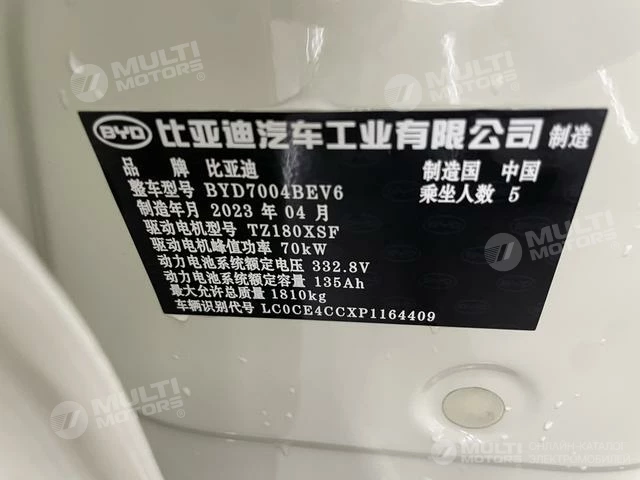 MULTI
MOTORS
MULTI
MOTORS
BYD 比亚迪汽车工业有限公司 制造
品 牌 比亚迪 制造国 中国
整车型号 BYD7004BEV6 乘坐人数 5
制造年月 2023 年 04 月
驱动电机型号 TZ180XSF
驱动电机峰值功率 70kW
动力电池系统额定电压 332.8V
动力电池系统额定容量 135Ah
最大允许总质量 1810kg
车辆识别代号 LC0CE4CCXP1164409
MULTI
MOTORS
MULTI
MOTORS
MULTI
MOTORS
ОНЛАЙН-КАТАЛОГ
ЭЛЕКТРОМОБИЛЕЙ